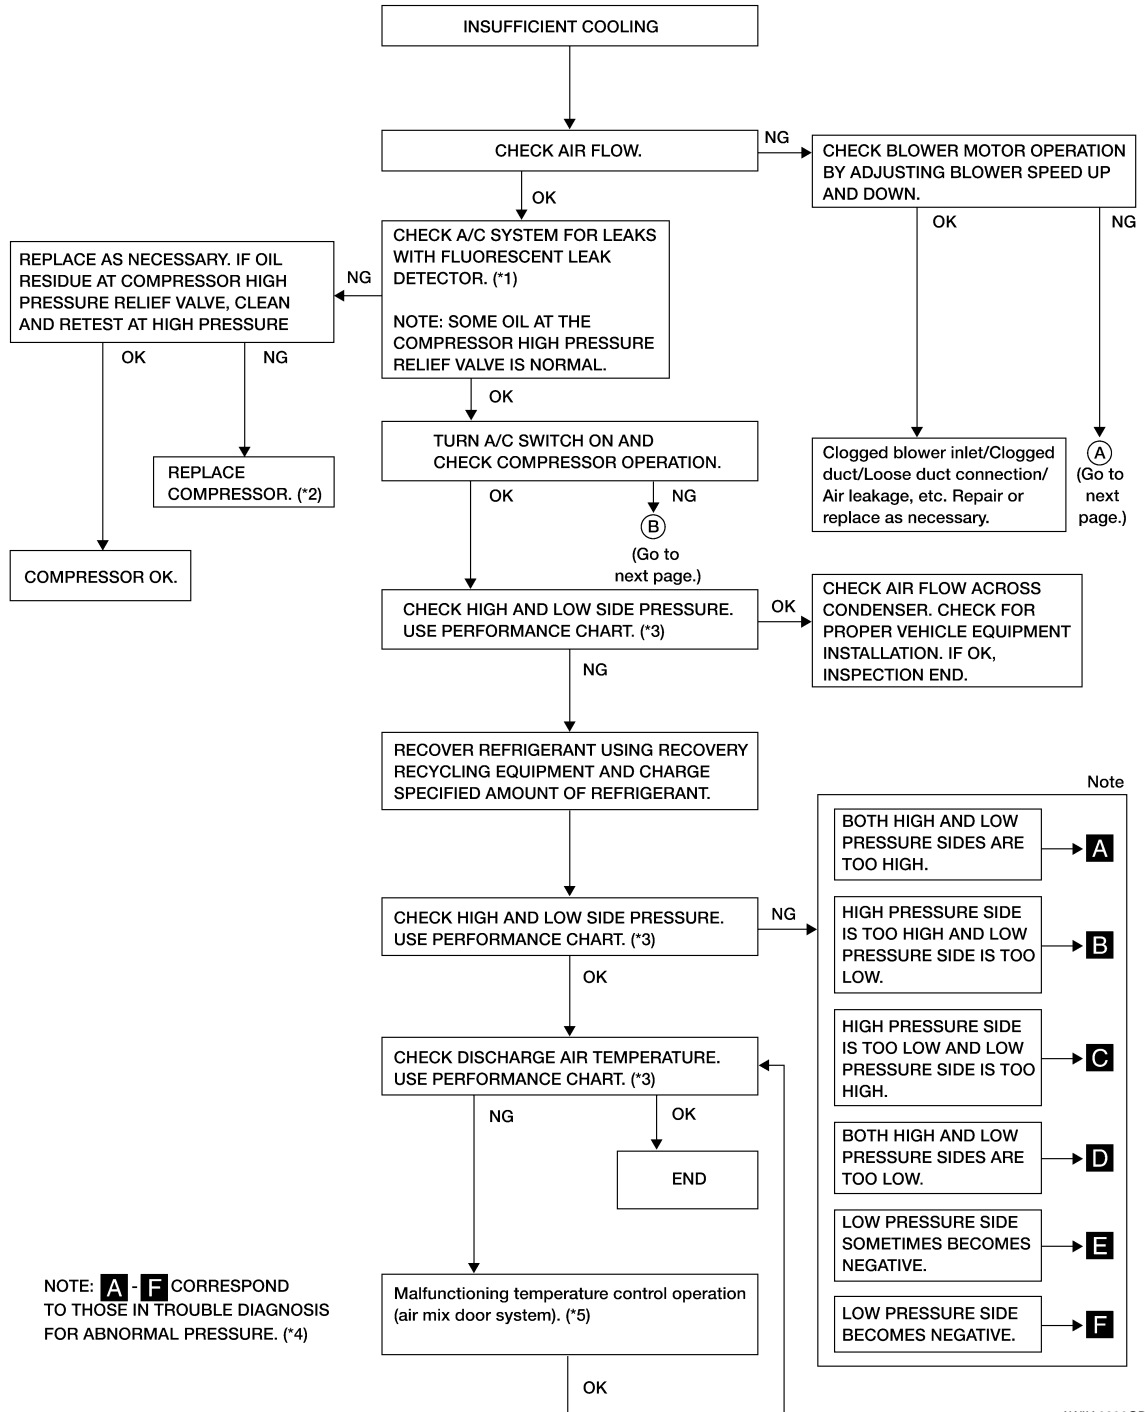 INSUFFICIENT COOLING
CHECK AIR FLOW.
NG
CHECK BLOWER MOTOR OPERATION
BY ADJUSTING BLOWER SPEED UP
AND DOWN.
OK
OK
NG
CHECK A/C SYSTEM FOR LEAKS
WITH FLUORESCENT LEAK
DETECTOR. (*1)
NOTE: SOME OIL AT THE
COMPRESSOR HIGH PRESSURE
RELIEF VALVE IS NORMAL.
NG
REPLACE AS NECESSARY. IF OIL
RESIDUE AT COMPRESSOR HIGH
PRESSURE RELIEF VALVE, CLEAN
AND RETEST AT HIGH PRESSURE
OK
NG
REPLACE
COMPRESSOR. (*2)
COMPRESSOR OK.
OK
TURN A/C SWITCH ON AND
CHECK COMPRESSOR OPERATION.
OK
NG
B
(Go to
next page.)
Clogged blower inlet/Clogged
duct/Loose duct connection/
Air leakage, etc. Repair or
replace as necessary.
A
(Go to
next
page.)
CHECK HIGH AND LOW SIDE PRESSURE.
USE PERFORMANCE CHART. (*3)
OK
CHECK AIR FLOW ACROSS
CONDENSER. CHECK FOR
PROPER VEHICLE EQUIPMENT
INSTALLATION. IF OK,
INSPECTION END.
NG
RECOVER REFRIGERANT USING RECOVERY
RECYCLING EQUIPMENT AND CHARGE
SPECIFIED AMOUNT OF REFRIGERANT.
CHECK HIGH AND LOW SIDE PRESSURE.
USE PERFORMANCE CHART. (*3)
NG
Note
BOTH HIGH AND LOW
PRESSURE SIDES ARE
TOO HIGH.
A
HIGH PRESSURE SIDE
IS TOO HIGH AND LOW
PRESSURE SIDE IS TOO
LOW.
B
HIGH PRESSURE SIDE
IS TOO LOW AND LOW
PRESSURE SIDE IS TOO
HIGH.
C
BOTH HIGH AND LOW
PRESSURE SIDES ARE
TOO LOW.
D
LOW PRESSURE SIDE
SOMETIMES BECOMES
NEGATIVE.
E
LOW PRESSURE SIDE
BECOMES NEGATIVE.
F
OK
CHECK DISCHARGE AIR TEMPERATURE.
USE PERFORMANCE CHART. (*3)
NG
OK
END
Malfunctioning temperature control operation
(air mix door system). (*5)
OK
NOTE: A - F CORRESPOND
TO THOSE IN TROUBLE DIAGNOSIS
FOR ABNORMAL PRESSURE. (*4)